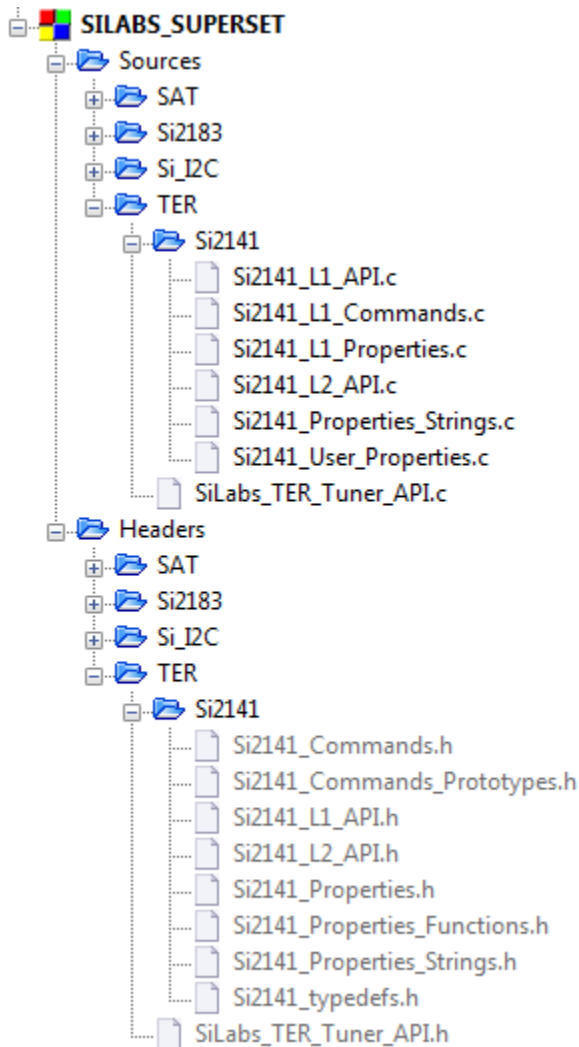 SILABS_SUPERSET
Sources
SAT
Si2183
Si_I2C
TER
Si2141
Si2141_L1_API.c
Si2141_L1_Commands.c
Si2141_L1_Properties.c
Si2141_L2_API.c
Si2141_Properties_Strings.c
Si2141_User_Properties.c
SiLabs_TER_Tuner_API.c
Headers
SAT
Si2183
Si_I2C
TER
Si2141
Si2141_Commands.h
Si2141_Commands_Prototypes.h
Si2141_L1_API.h
Si2141_L2_API.h
Si2141_Properties.h
Si2141_Properties_Functions.h
Si2141_Properties_Strings.h
Si2141_typedefs.h
SiLabs_TER_Tuner_API.h